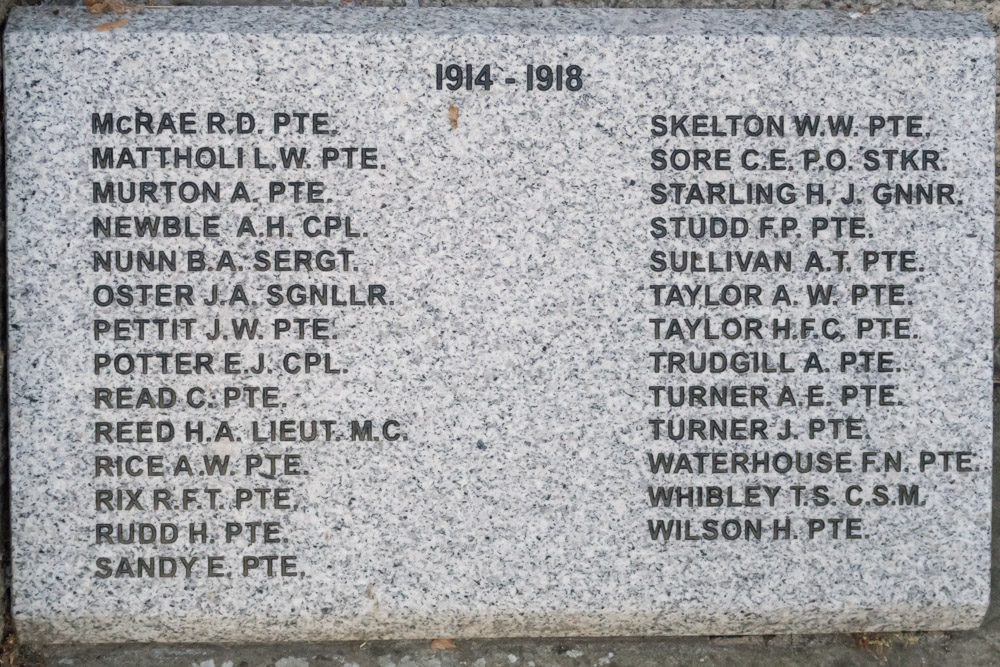 1914 - 1918
McRAE R.D. PTE.
MATTHOLI L.W. PTE.
MURTON A. PTE.
NEWBLE A.H. CPL.
NUNN B.A. SERGT.
OSTER J.A. SGNLLR.
PETTIT J.W. PTE.
POTTER E.J. CPL.
READ C. PTE.
REED H.A. LIEUT. M.C.
RICE A.W. PTE.
RIX R.F.T. PTE.
RUDD H. PTE.
SANDY E. PTE.
SKELTON W.W. PTE.
SORE C.E. P.O. STKR.
STARLING H. J. GNNR.
STUDD F.P. PTE.
SULLIVAN A.T. PTE.
TAYLOR A. W. PTE.
TAYLOR H.F.C. PTE.
TRUDGILL A. PTE.
TURNER A.E. PTE.
TURNER J. PTE.
WATERHOUSE F.N. PTE.
WHIBLEY T.S. C.S.M.
WILSON H. PTE.